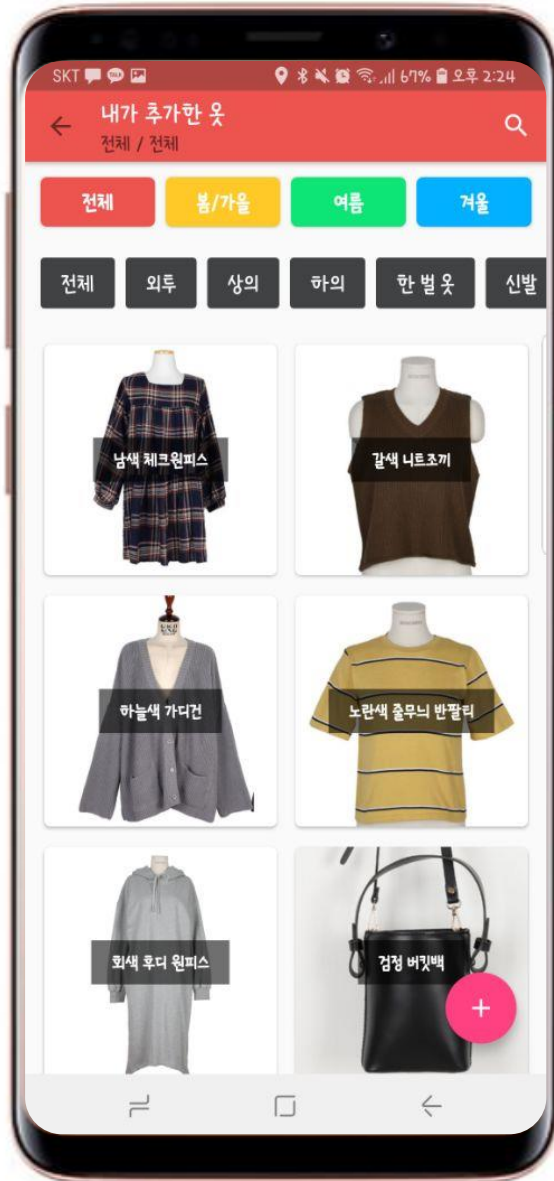 SKT 67% 오후 2:24
내가 추가한 옷
전체 / 전체
전체 봄/가을 여름 겨울
전체 외투 상의 하의 한 벌 옷 신발
남색 체크원피스 갈색 니트조끼
하늘색 가디건 노란색 줄무늬 반팔티
회색 후디 원피스 검정 버킷백